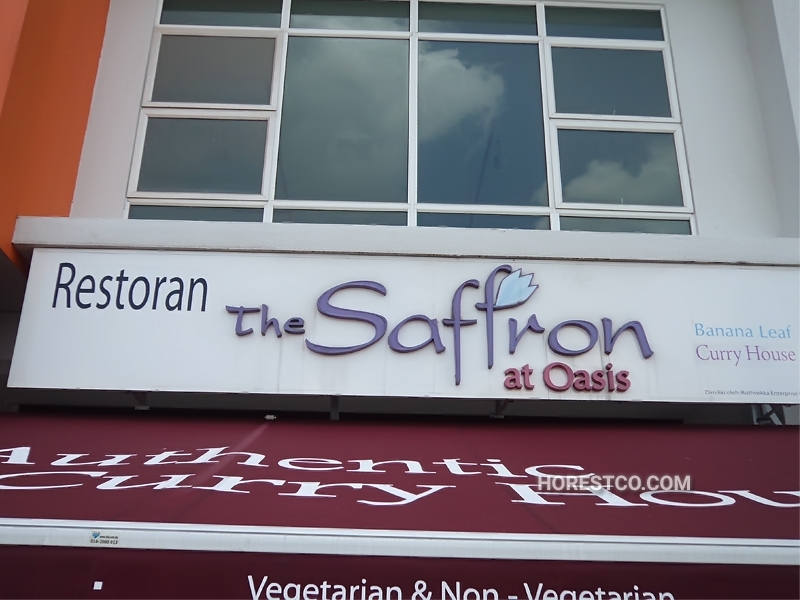 Restoran
The Saffron
at Oasis
Banana Leaf
Curry House
Authentic
Curry Hou
HORESTCO.COM
Vegetarian & Non - Vegetarian